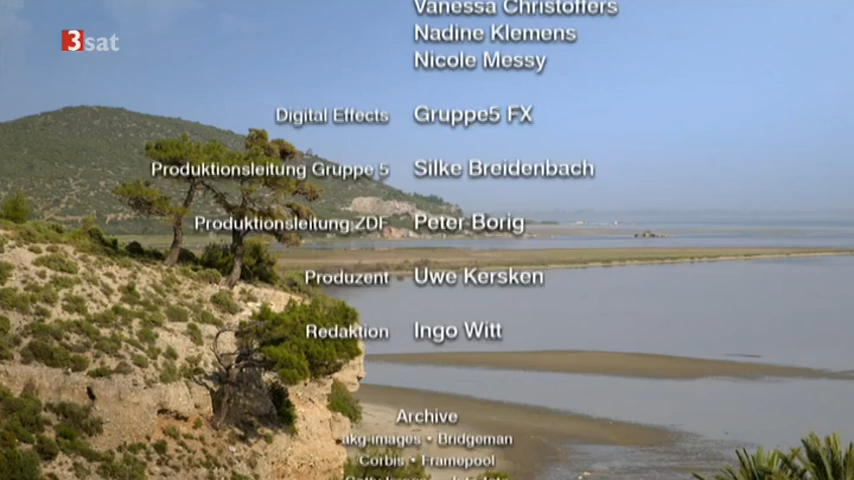 3sat
Vanessa Christoffers
Nadine Klemens
Nicole Messy
Digital Effects Gruppe5 FX
Produktionsleitung Gruppe 5 Silke Breidenbach
Produktionsleitung ZDF Peter Borig
Produzent Uwe Kersken
Redaktion Ingo Witt
Archive
akg-images • Bridgeman
Corbis • Framepool